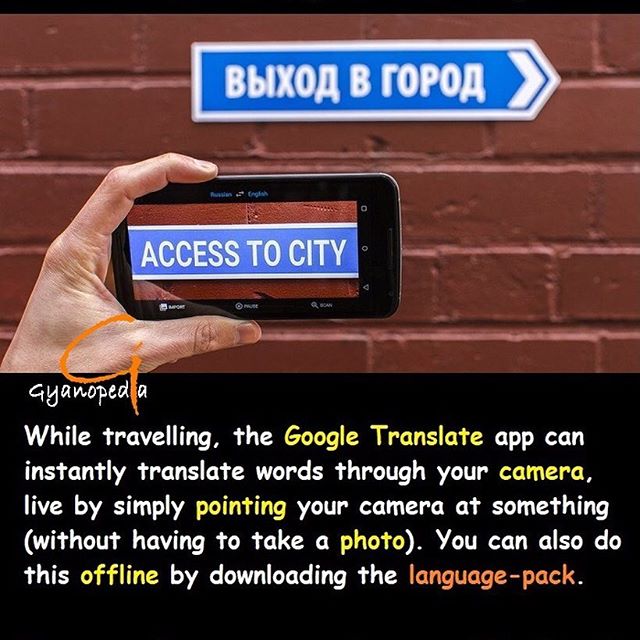 ВЫХОД В ГОРОД
Russian English
ACCESS TO CITY
IMPORT PAUSE SCAN
Gyanopedia
While travelling, the Google Translate app can
instantly translate words through your camera,
live by simply pointing your camera at something
(without having to take a photo). You can also do
this offline by downloading the language-pack.